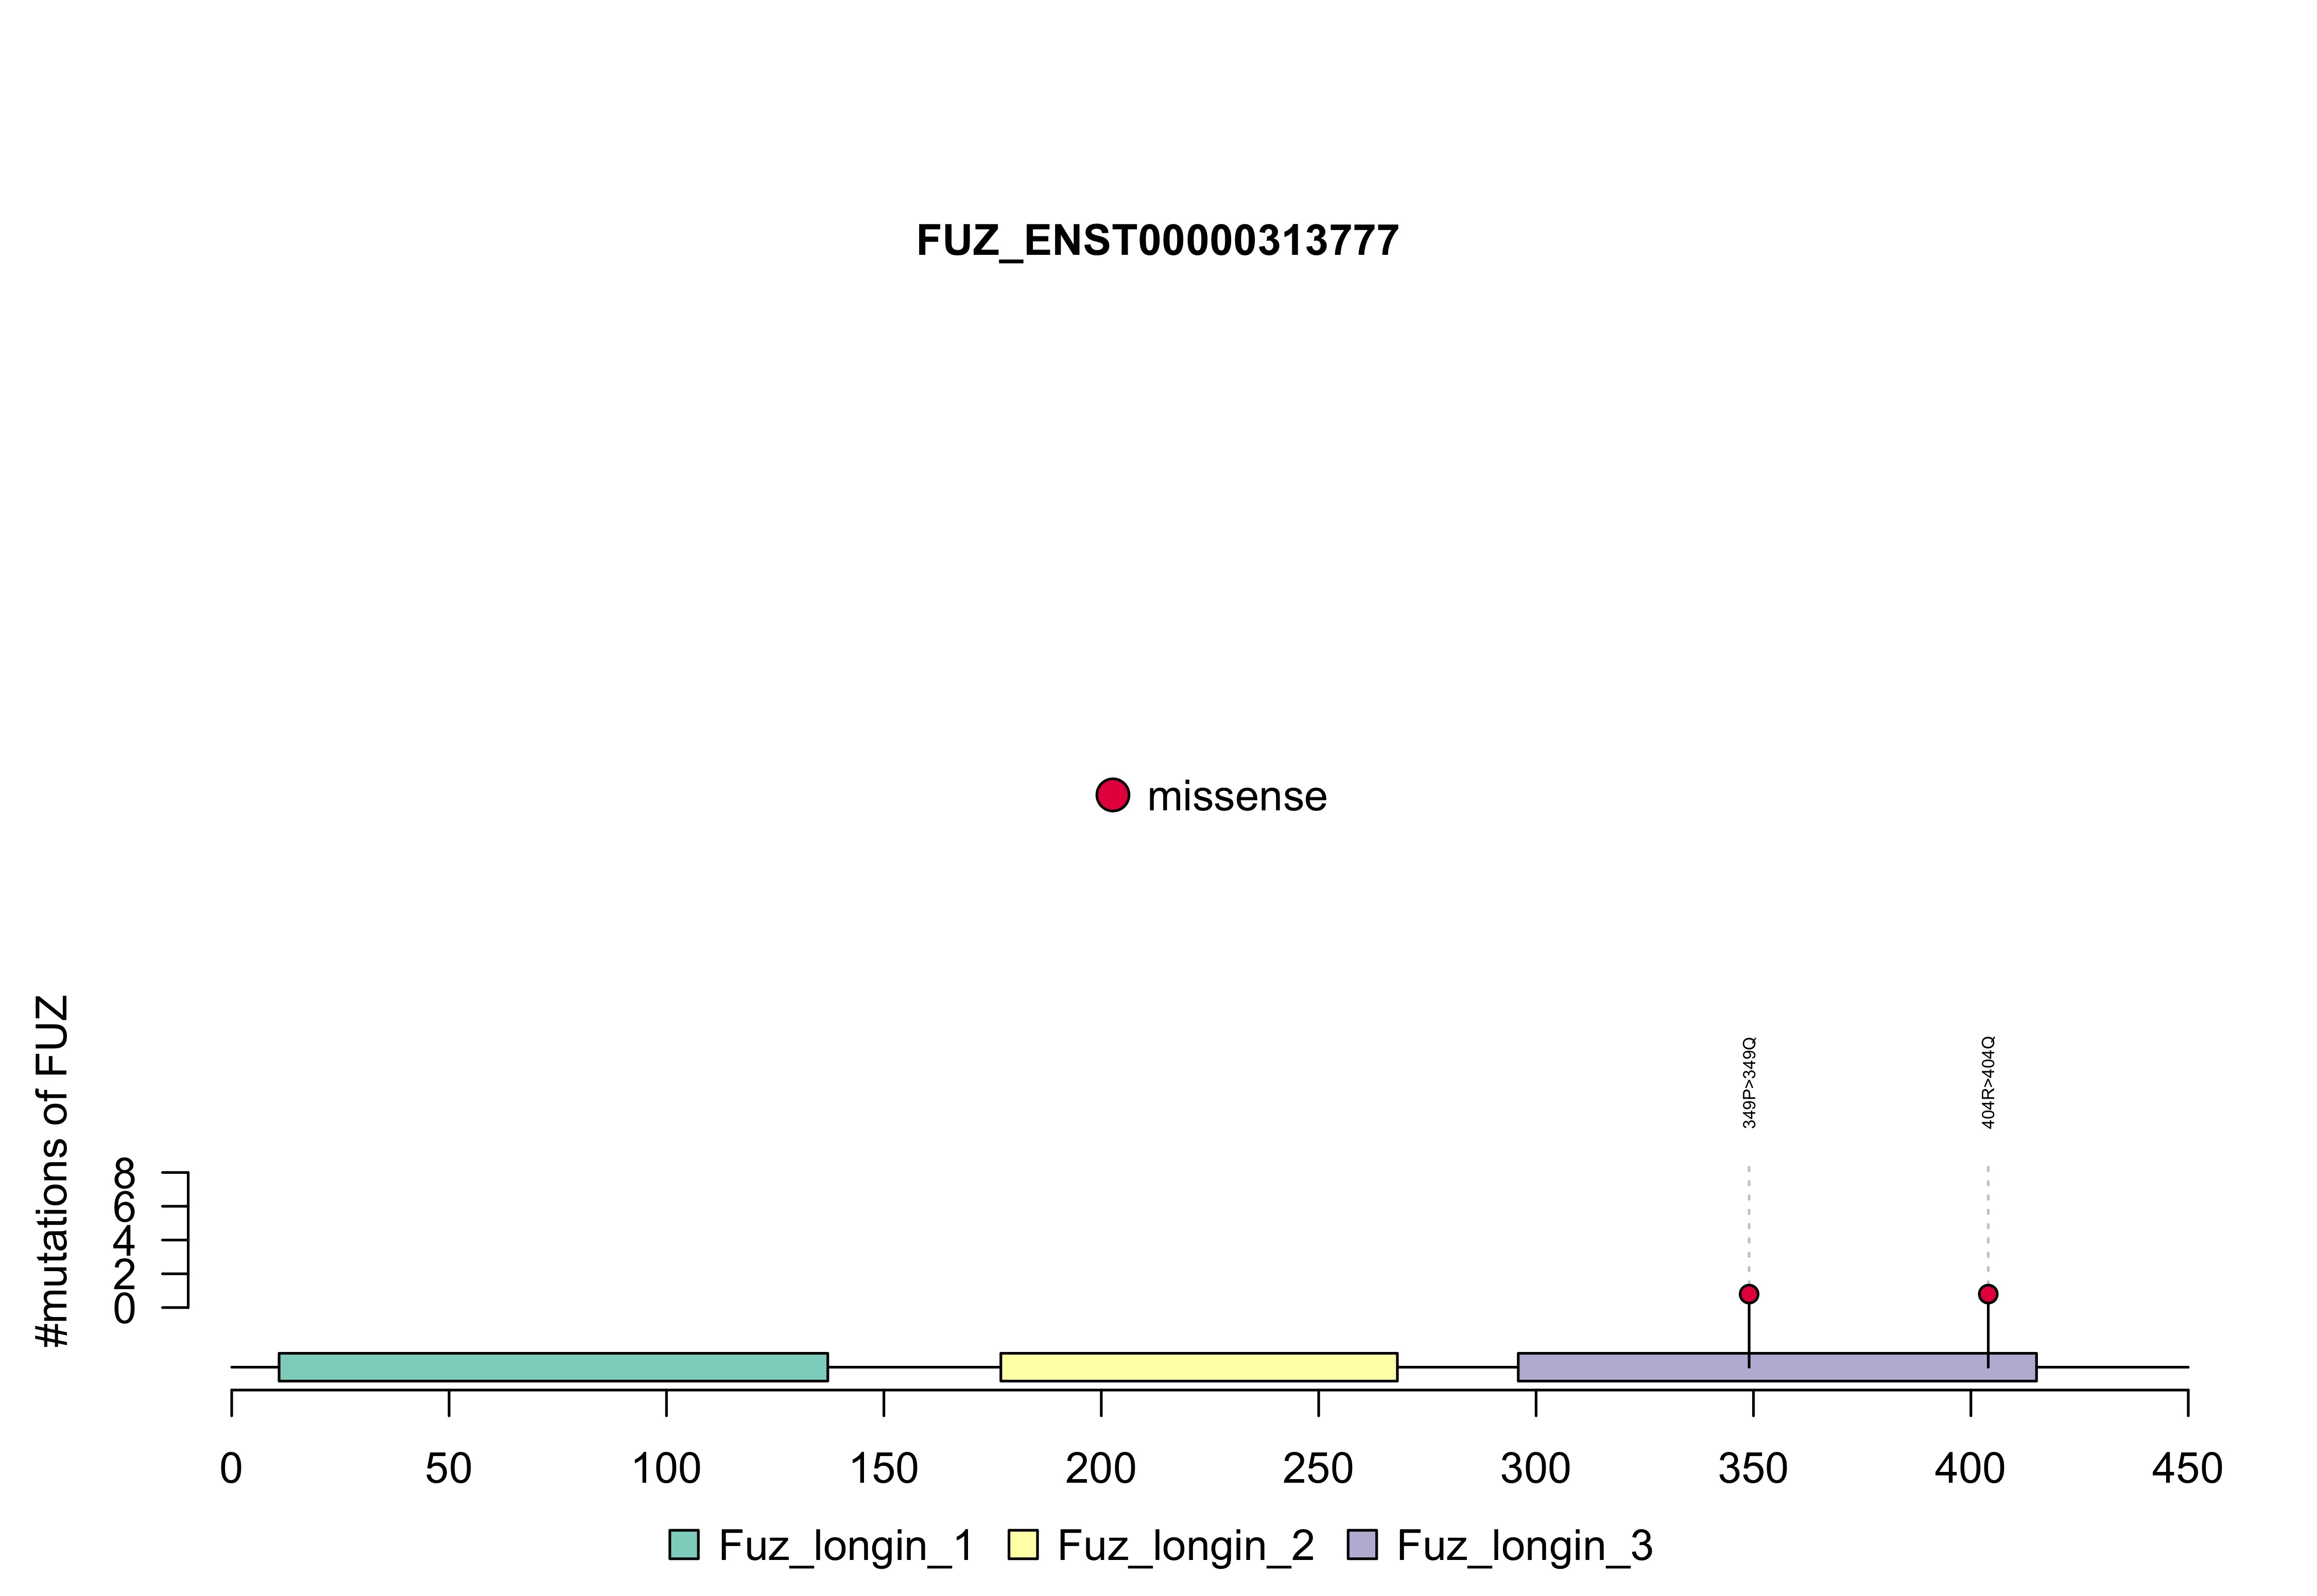 FUZ_ENST00000313777
missense
#mutations of FUZ
349P>349Q
404R>404Q
8
6
4
2
0
0 50 100 150 200 250 300 350 400 450
Fuz_longin_1 Fuz_longin_2 Fuz_longin_3